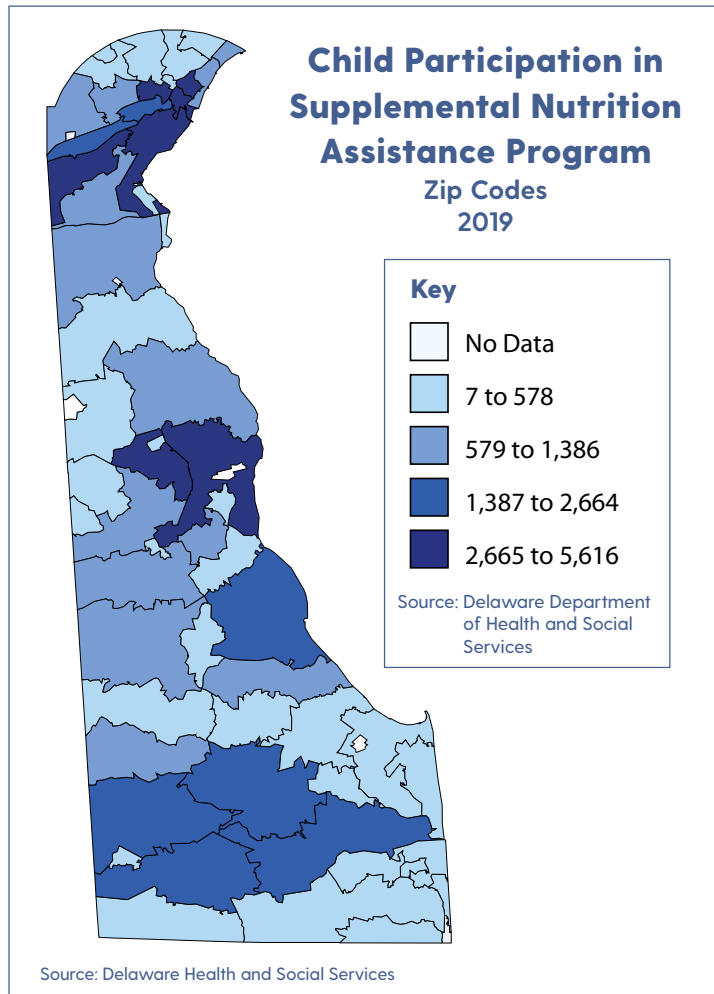 Child Participation in
Supplemental Nutrition
Assistance Program
Zip Codes
2019
Key
No Data
7 to 578
579 to 1,386
1,387 to 2,664
2,665 to 5,616
Source: Delaware Department
of Health and Social
Services
Source: Delaware Health and Social Services